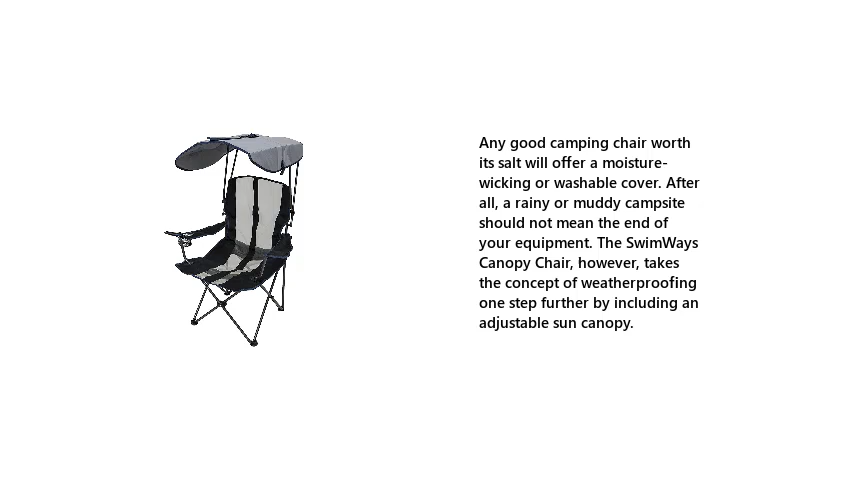 Any good camping chair worth
its salt will offer a moisture-
wicking or washable cover. After
all, a rainy or muddy campsite
should not mean the end of
your equipment. The SwimWays
Canopy Chair, however, takes
the concept of weatherproofing
one step further by including an
adjustable sun canopy.